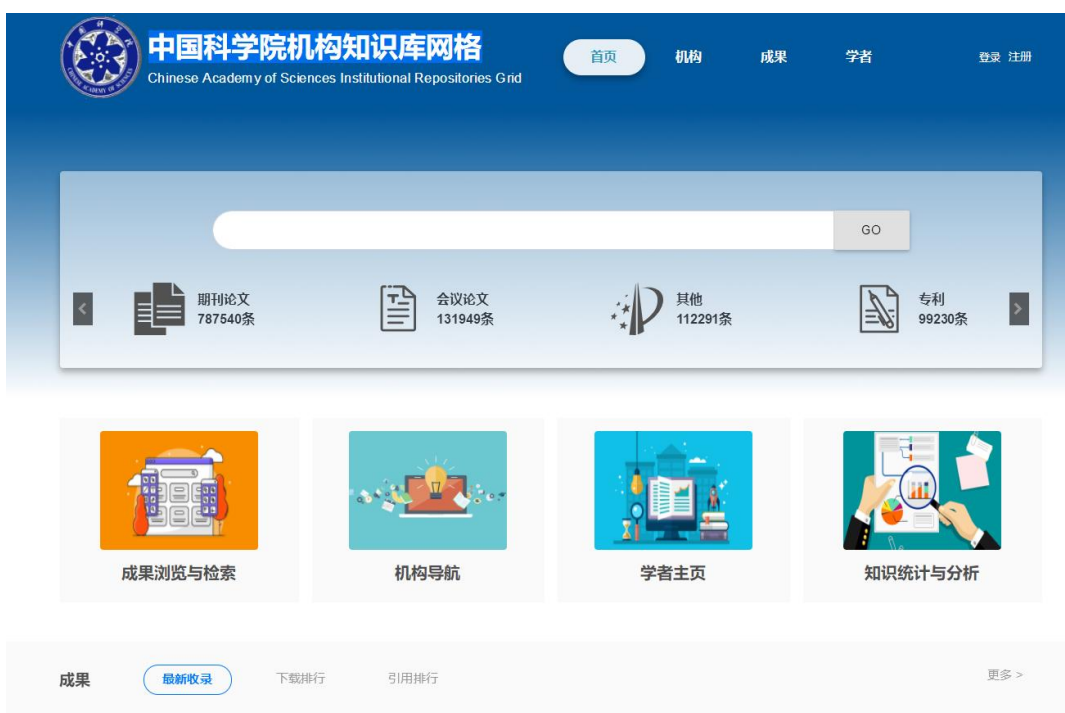 中国科学院机构知识库网格
Chinese Academy of Sciences Institutional Repositories Grid
首页 机构 成果 学者 登录 注册
GO
期刊论文
787540条
会议论文
131949条
其他
112291条
专利
99230条
成果浏览与检索 机构导航 学者主页 知识统计与分析
成果 最新收录 下载排行 引用排行 更多 >